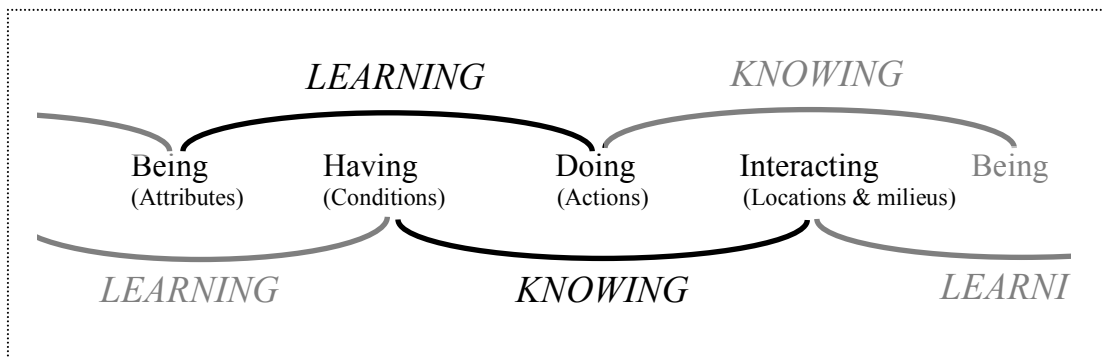 LEARNING KNOWING
Being Having Doing Interacting Being
(Attributes) (Conditions) (Actions) (Locations & milieus)
LEARNING KNOWING LEARNI